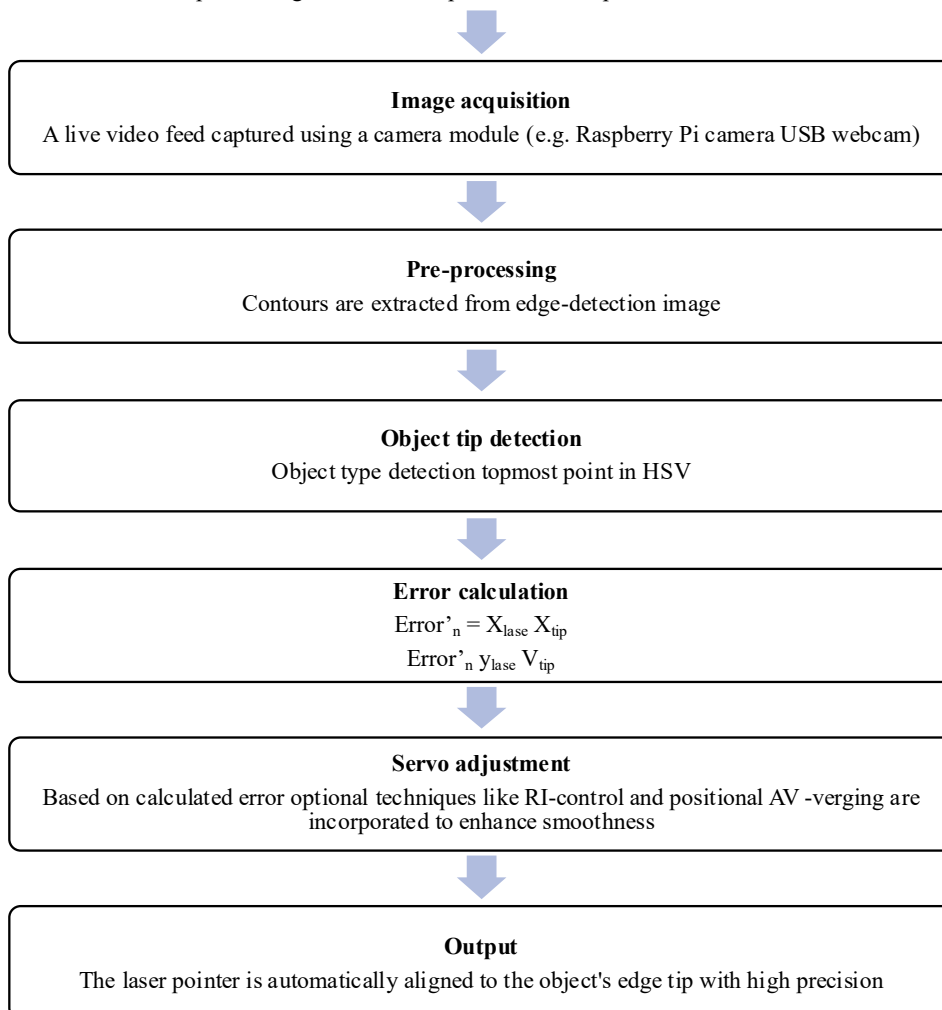 Image acquisition
A live video feed captured using a camera module (e.g. Raspberry Pi camera USB webcam)
Pre-processing
Contours are extracted from edge-detection image
Object tip detection
Object type detection topmost point in HSV
Error calculation
Error’n = Xlase Xtip
Error’n ylase Vtip
Servo adjustment
Based on calculated error optional techniques like RI-control and positional AV -verging are
incorporated to enhance smoothness
Output
The laser pointer is automatically aligned to the object's edge tip with high precision